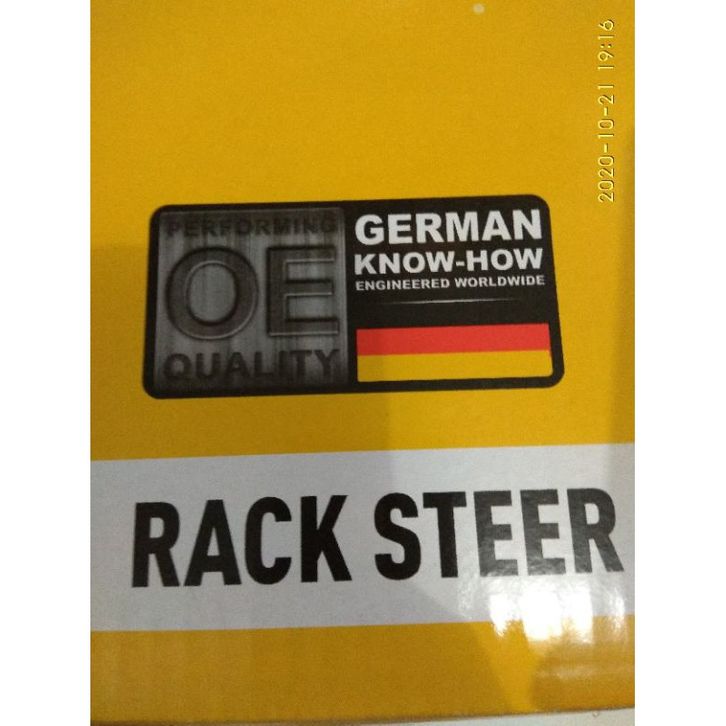 2020-10-21 19:16
PERFORMING
OE
QUALITY
GERMAN
KNOW-HOW
ENGINEERED WORLDWIDE
RACK STEER